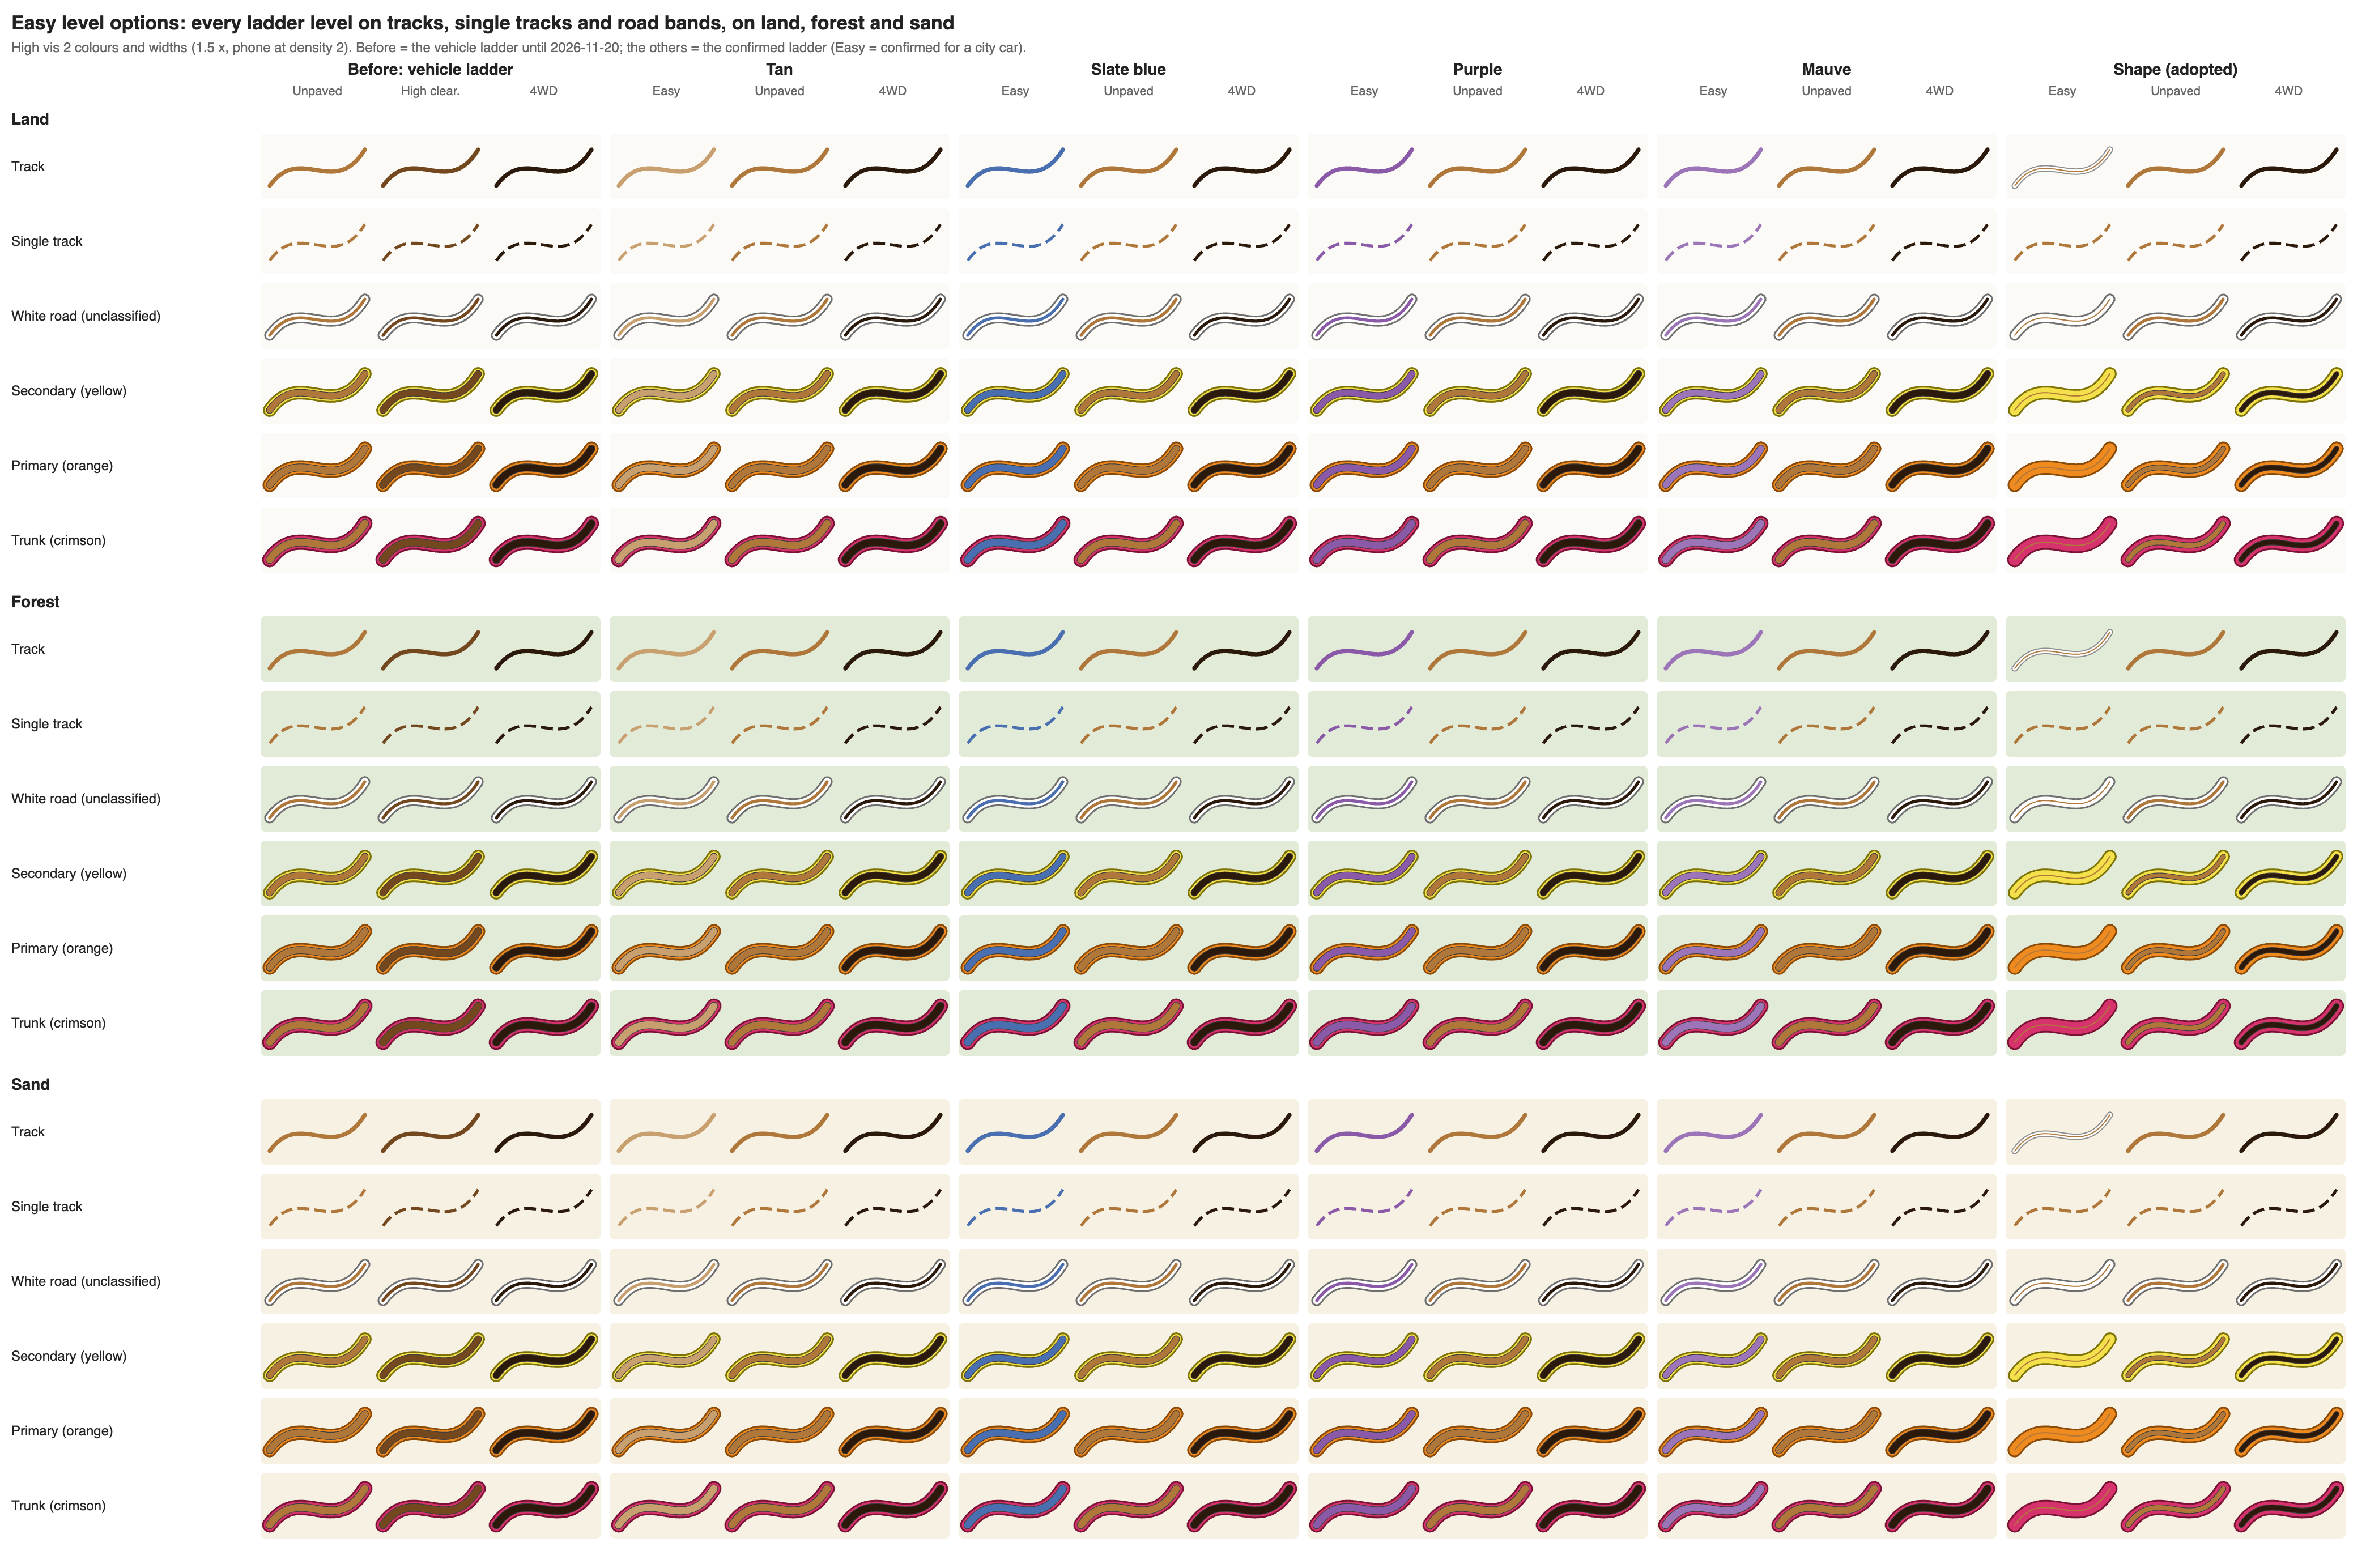 Easy level options: every ladder level on tracks, single tracks and road bands, on land, forest and sand
High vis 2 colours and widths (1.5 x, phone at density 2). Before = the vehicle ladder until 2026-11-20; the others = the confirmed ladder (Easy = confirmed for a city car).
Before: vehicle ladder Tan Slate blue Purple Mauve Shape (adopted)
Unpaved High clear. 4WD Easy Unpaved 4WD Easy Unpaved 4WD Easy Unpaved 4WD Easy Unpaved 4WD Easy Unpaved 4WD
Land
Track
Single track
White road (unclassified)
Secondary (yellow)
Primary (orange)
Trunk (crimson)
Forest
Track
Single track
White road (unclassified)
Secondary (yellow)
Primary (orange)
Trunk (crimson)
Sand
Track
Single track
White road (unclassified)
Secondary (yellow)
Primary (orange)
Trunk (crimson)